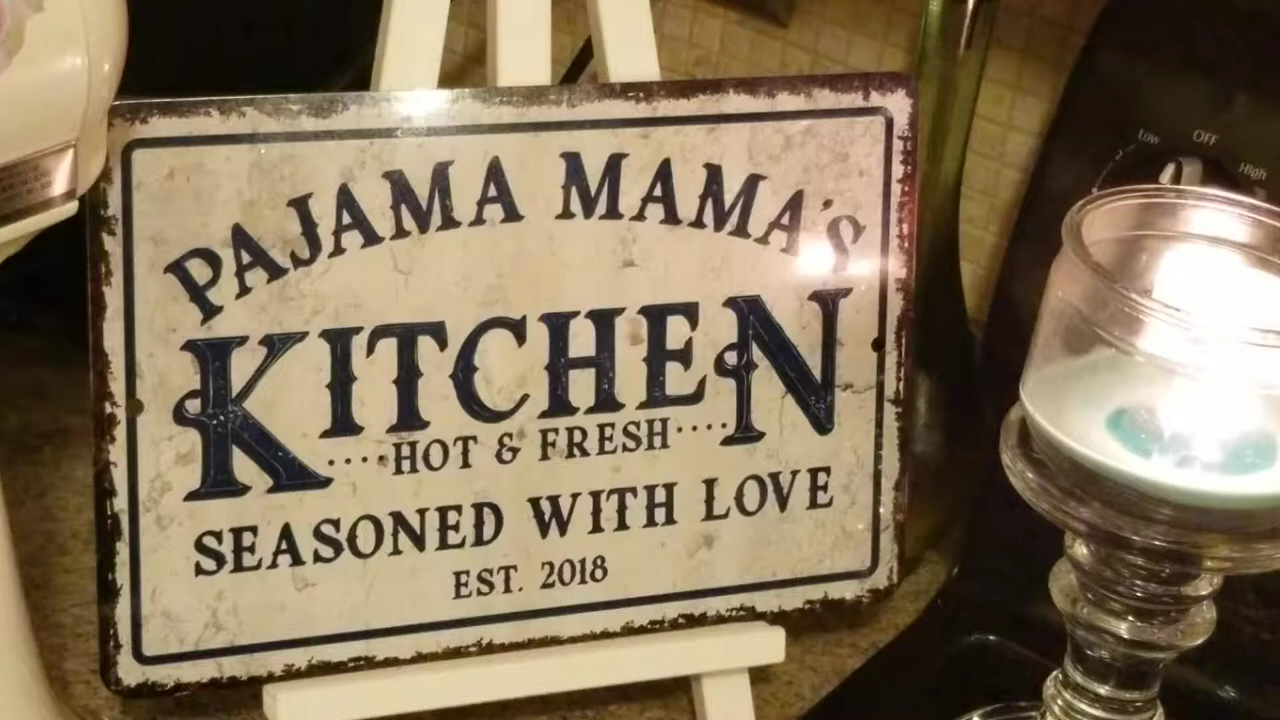 PAJAMA MAMA'S
KITCHEN
····HOT & FRESH····
SEASONED WITH LOVE
EST. 2018
Low OFF High